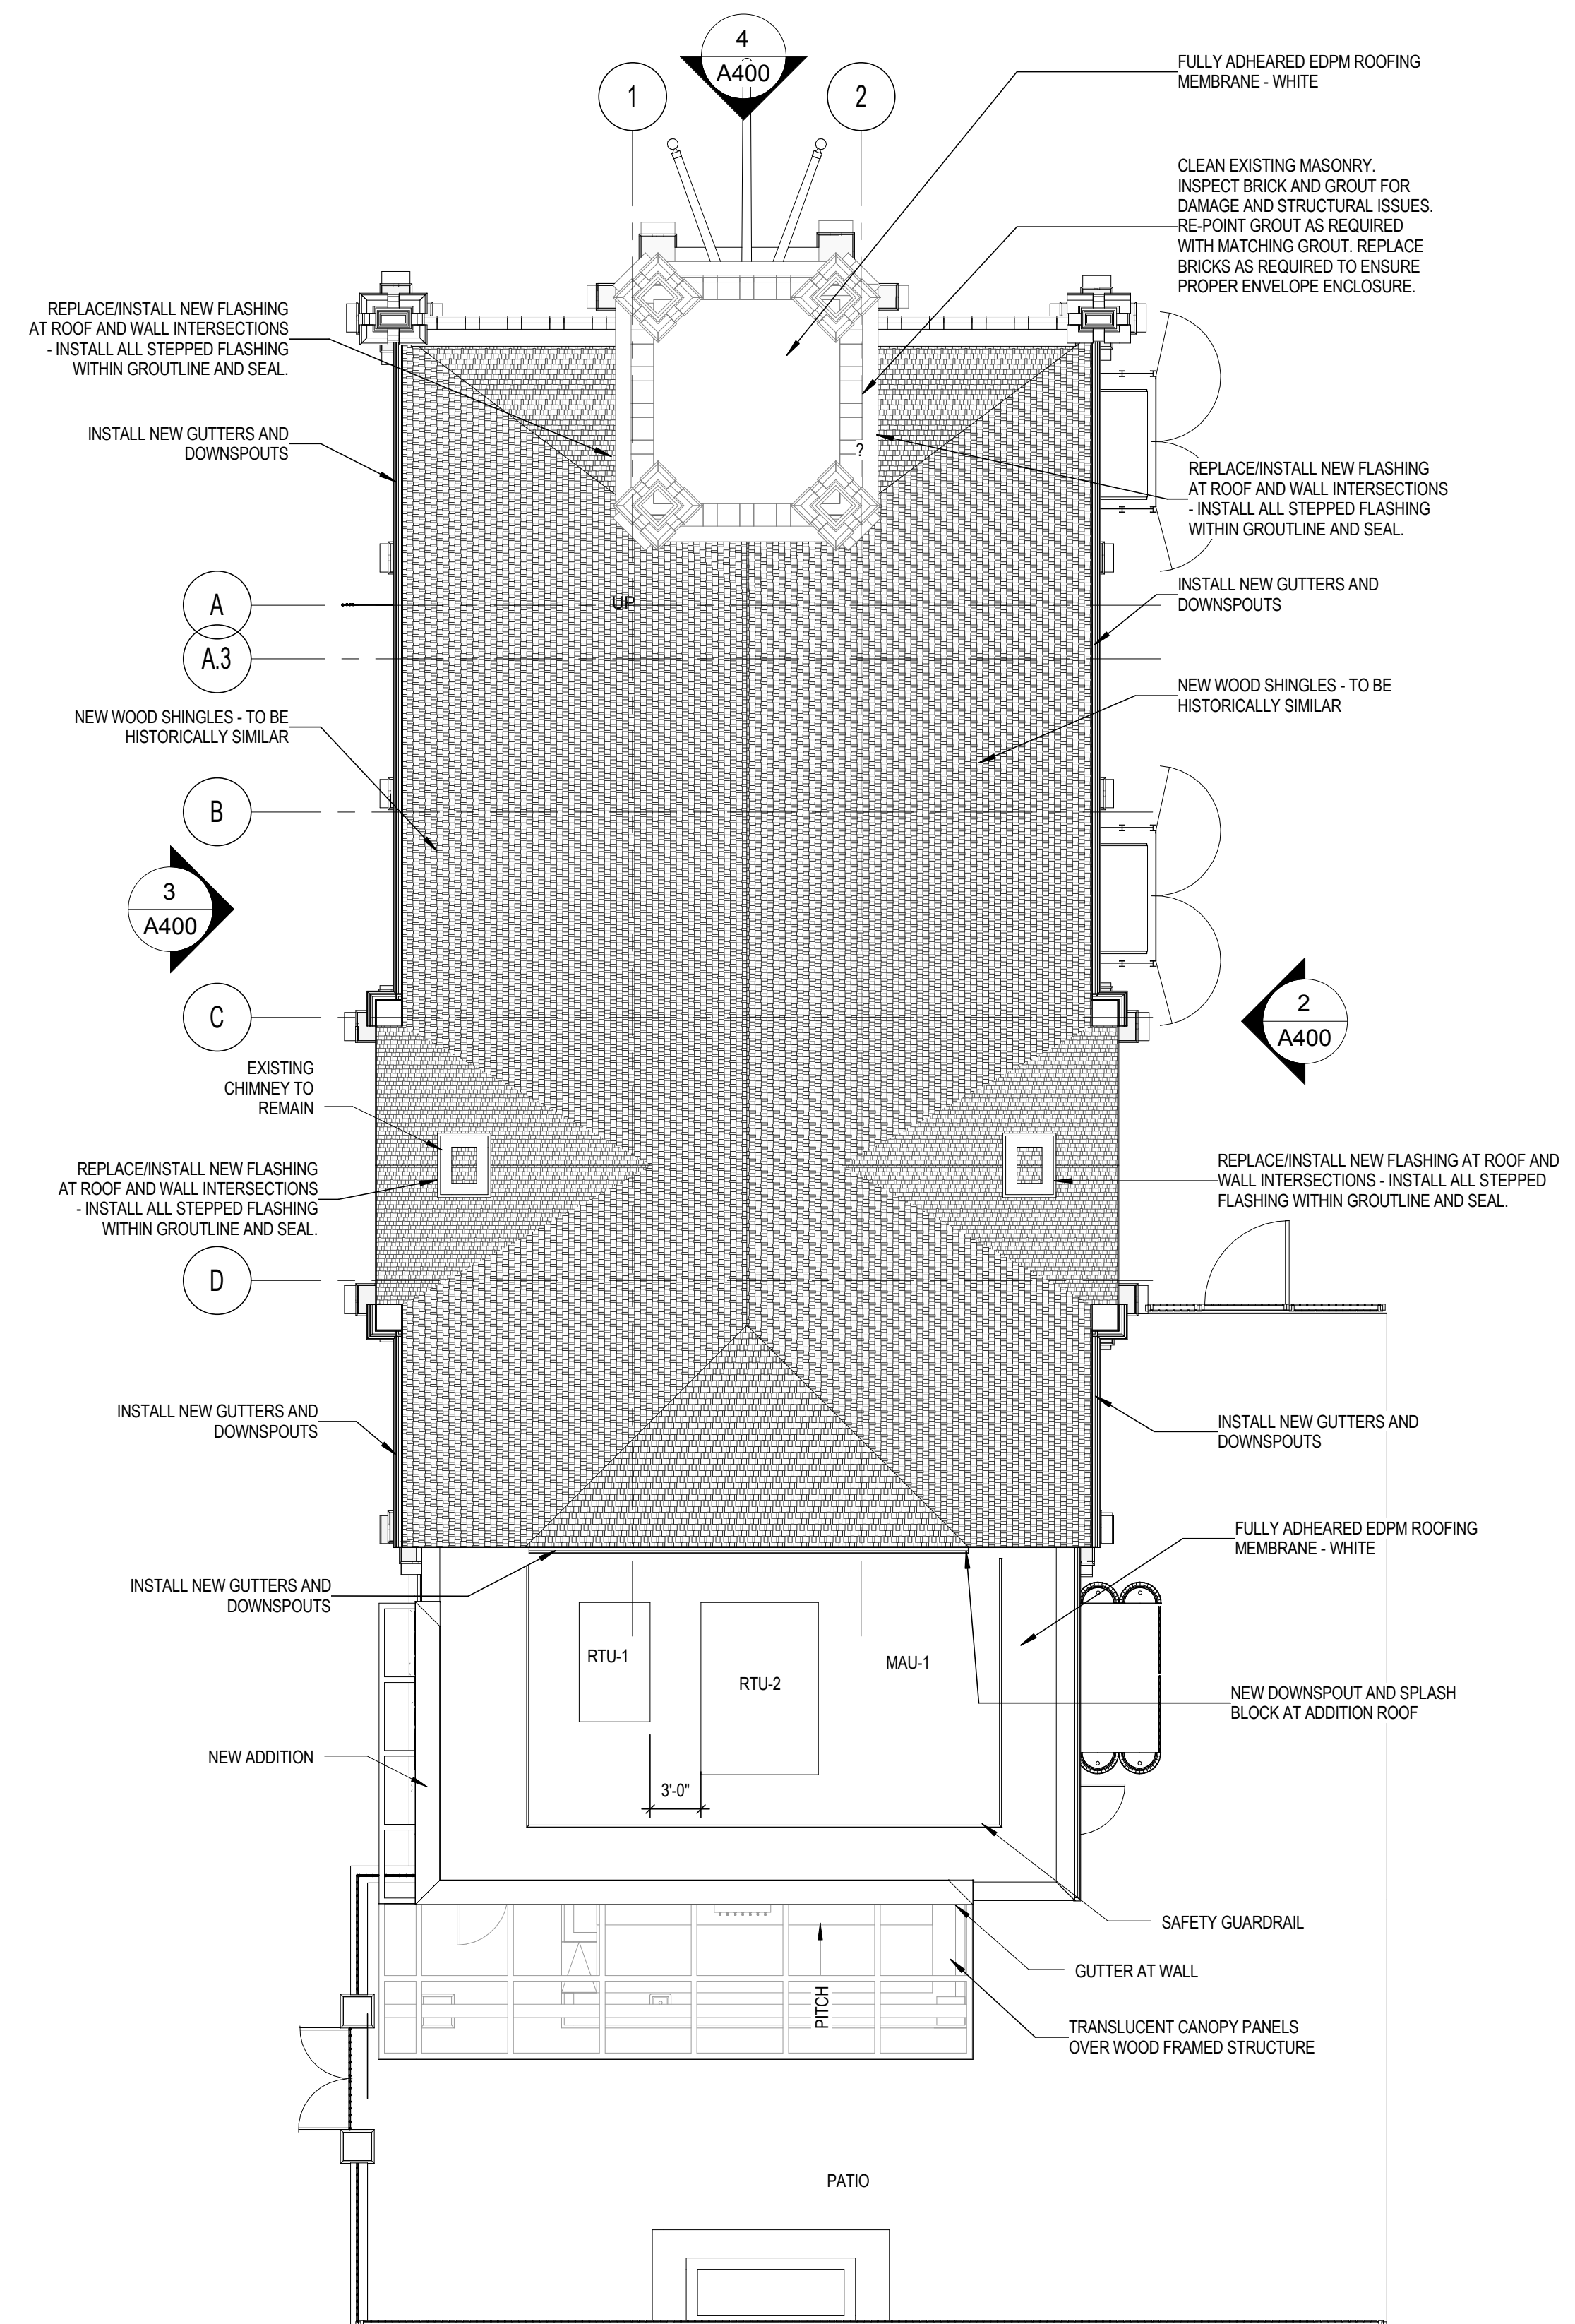 4
A400
1
2
FULLY ADHEARED EDPM ROOFING
MEMBRANE - WHITE
CLEAN EXISTING MASONRY.
INSPECT BRICK AND GROUT FOR
DAMAGE AND STRUCTURAL ISSUES.
RE-POINT GROUT AS REQUIRED
WITH MATCHING GROUT. REPLACE
BRICKS AS REQUIRED TO ENSURE
PROPER ENVELOPE ENCLOSURE.
REPLACE/INSTALL NEW FLASHING
AT ROOF AND WALL INTERSECTIONS
- INSTALL ALL STEPPED FLASHING
WITHIN GROUTLINE AND SEAL.
INSTALL NEW GUTTERS AND
DOWNSPOUTS
?
REPLACE/INSTALL NEW FLASHING
AT ROOF AND WALL INTERSECTIONS
- INSTALL ALL STEPPED FLASHING
WITHIN GROUTLINE AND SEAL.
INSTALL NEW GUTTERS AND
DOWNSPOUTS
A
UP
A.3
NEW WOOD SHINGLES - TO BE
HISTORICALLY SIMILAR
NEW WOOD SHINGLES - TO BE
HISTORICALLY SIMILAR
B
3
A400
C
2
A400
EXISTING
CHIMNEY TO
REMAIN
REPLACE/INSTALL NEW FLASHING
AT ROOF AND WALL INTERSECTIONS
- INSTALL ALL STEPPED FLASHING
WITHIN GROUTLINE AND SEAL.
REPLACE/INSTALL NEW FLASHING AT ROOF AND
WALL INTERSECTIONS - INSTALL ALL STEPPED
FLASHING WITHIN GROUTLINE AND SEAL.
D
INSTALL NEW GUTTERS AND
DOWNSPOUTS
INSTALL NEW GUTTERS AND
DOWNSPOUTS
FULLY ADHEARED EDPM ROOFING
MEMBRANE - WHITE
INSTALL NEW GUTTERS AND
DOWNSPOUTS
RTU-1
RTU-2
MAU-1
NEW DOWNSPOUT AND SPLASH
BLOCK AT ADDITION ROOF
NEW ADDITION
3'-0"
SAFETY GUARDRAIL
GUTTER AT WALL
PITCH
TRANSLUCENT CANOPY PANELS
OVER WOOD FRAMED STRUCTURE
PATIO